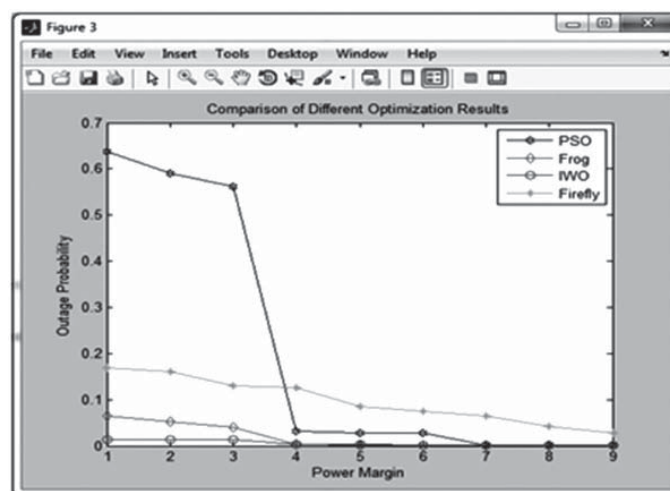 Figure 3
File Edit View Insert Tools Desktop Window Help
Comparison of Different Optimization Results
0.7
0.6
0.5
0.4
0.3
0.2
0.1
0
Outage Probability
PSO
Frog
IWO
Firefly
1 2 3 4 5 6 7 8 9
Power Margin